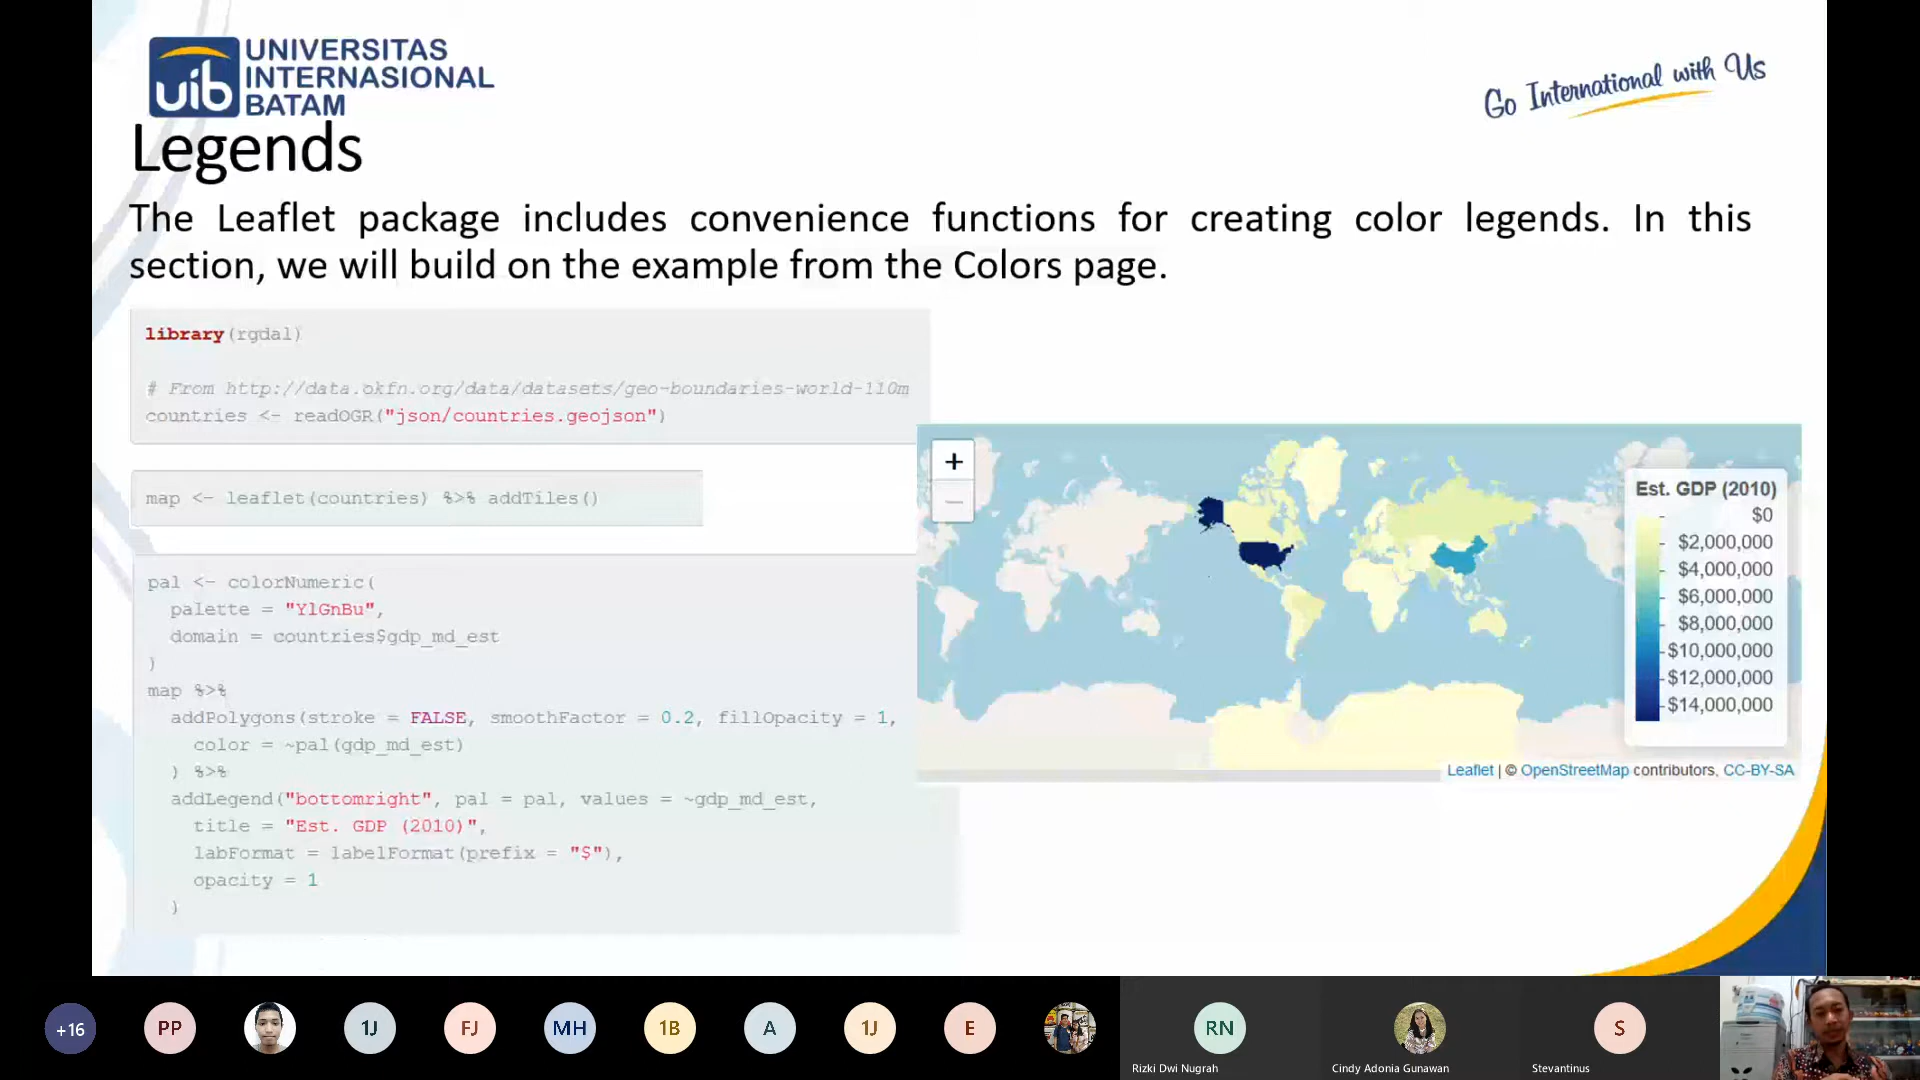 UNIVERSITAS
INTERNASIONAL
BATAM
uib
Go International with Us
Legends
The Leaflet package includes convenience functions for creating color legends. In this
section, we will build on the example from the Colors page.
library(rgdal)
# From http://data.okfn.org/data/datasets/geo-boundaries-world-110m
countries <- readOGR("json/countries.geojson")
map <- leaflet(countries) %>% addTiles()
pal <- colorNumeric(
palette = "YlGnBu",
domain = countries$gdp_md_est
)
map %>%
addPolygons(stroke = FALSE, smoothFactor = 0.2, fillOpacity = 1,
color = ~pal(gdp_md_est)
) %>%
addLegend("bottomright", pal = pal, values = ~gdp_md_est,
title = "Est. GDP (2010)",
labFormat = labelFormat(prefix = "$"),
opacity = 1
)
+
−
Est. GDP (2010)
$0
$2,000,000
$4,000,000
$6,000,000
$8,000,000
$10,000,000
$12,000,000
$14,000,000
Leaflet | © OpenStreetMap contributors, CC-BY-SA
+16
PP
1J
FJ
MH
1B
A
1J
E
RN
S
Rizki Dwi Nugrah
Cindy Adonia Gunawan
Stevantinus